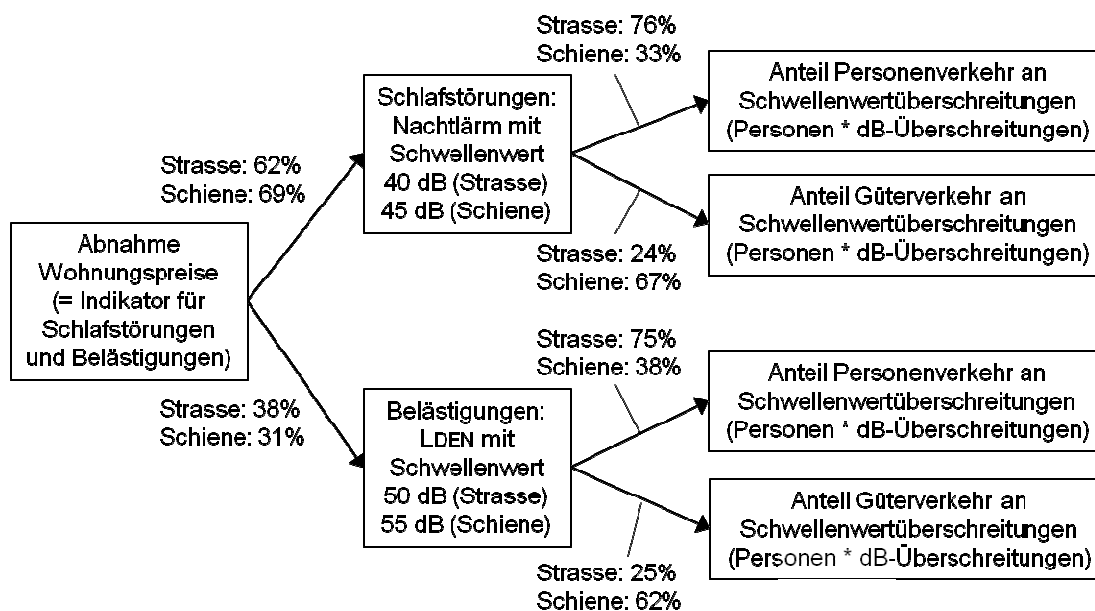 Abnahme
Wohnungspreise
(= Indikator für
Schlafstörungen
und Belästigungen)
Strasse: 62%
Schiene: 69%
Strasse: 38%
Schiene: 31%
Schlafstörungen:
Nachtlärm mit
Schwellenwert
40 dB (Strasse)
45 dB (Schiene)
Strasse: 76%
Schiene: 33%
Strasse: 24%
Schiene: 67%
Anteil Personenverkehr an
Schwellenwertüberschreitungen
(Personen * dB-Überschreitungen)
Anteil Güterverkehr an
Schwellenwertüberschreitungen
(Personen * dB-Überschreitungen)
Belästigungen:
LDEN mit
Schwellenwert
50 dB (Strasse)
55 dB (Schiene)
Strasse: 75%
Schiene: 38%
Strasse: 25%
Schiene: 62%
Anteil Personenverkehr an
Schwellenwertüberschreitungen
(Personen * dB-Überschreitungen)
Anteil Güterverkehr an
Schwellenwertüberschreitungen
(Personen * dB-Überschreitungen)